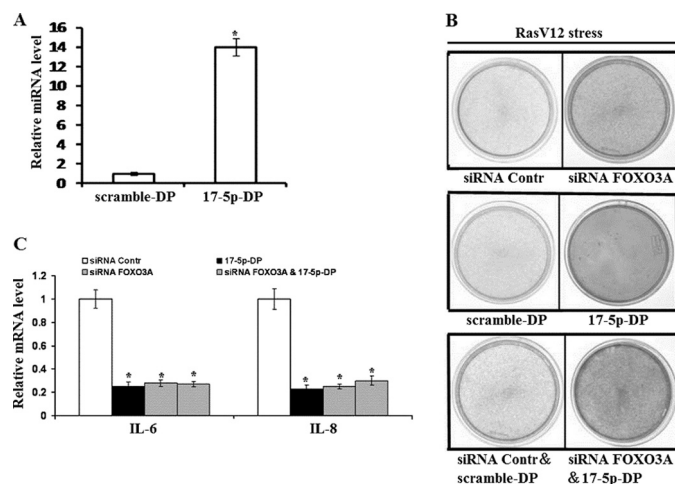 A
Relative miRNA level
16
14
12
10
8
6
4
2
0
scramble-DP 17-5p-DP
*
B
RasV12 stress
siRNA Contr siRNA FOXO3A
scramble-DP 17-5p-DP
siRNA Contr& scramble-DP
siRNA FOXO3A &17-5p-DP
C
siRNA Contr 17-5p-DP
siRNA FOXO3A siRNA FOXO3A & 17-5p-DP
Relative mRNA level
1.2
1
0.8
0.6
0.4
0.2
0
* * * * * *
IL-6 IL-8